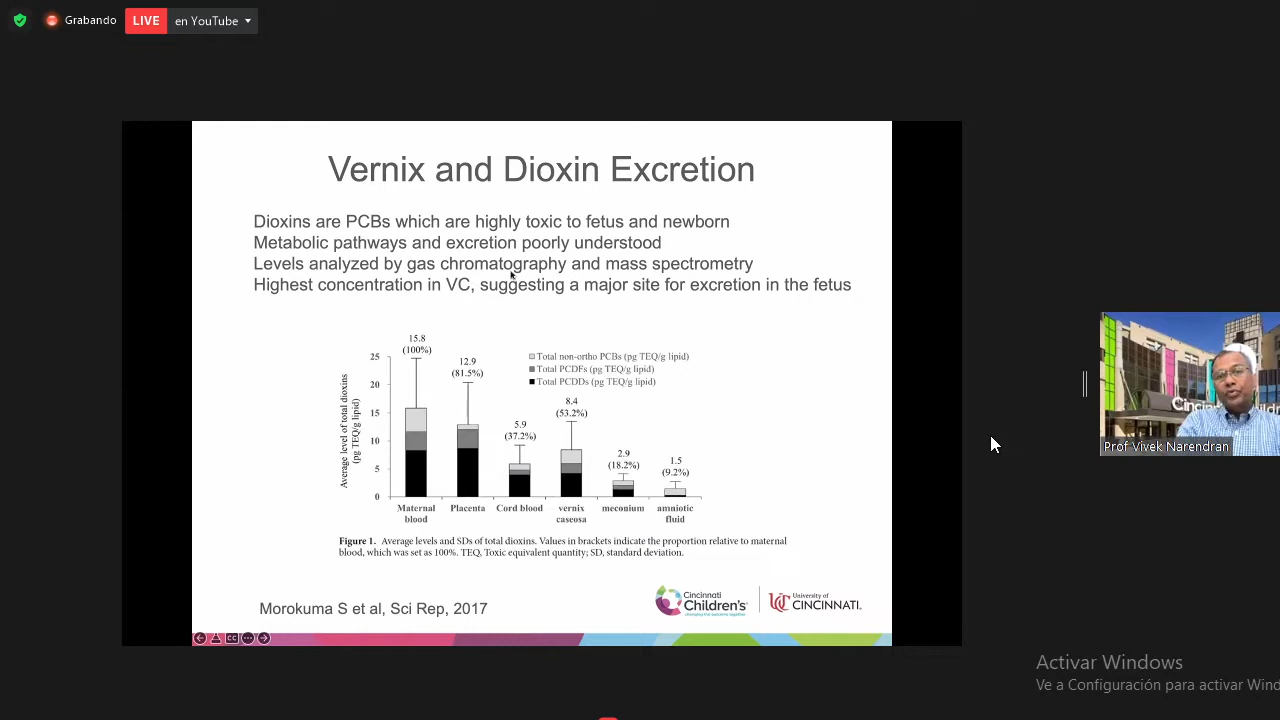 Grabando
LIVE
en YouTube
Vernix and Dioxin Excretion
Dioxins are PCBs which are highly toxic to fetus and newborn
Metabolic pathways and excretion poorly understood
Levels analyzed by gas chromatography and mass spectrometry
Highest concentration in VC, suggesting a major site for excretion in the fetus
Average level of total dioxins
(pg TEQ/g lipid)
25
20
15
10
5
0
15.8
(100%)
12.9
(81.5%)
5.9
(37.2%)
8.4
(53.2%)
2.9
(18.2%)
1.5
(9.2%)
Total non-ortho PCBs (pg TEQ/g lipid)
Total PCDFs (pg TEQ/g lipid)
Total PCDDs (pg TEQ/g lipid)
Maternal
blood
Placenta
Cord blood
vernix
caseosa
meconium
amniotic
fluid
Figure 1. Average levels and SDs of total dioxins. Values in brackets indicate the proportion relative to maternal
blood, which was set as 100%. TEQ, Toxic equivalent quantity; SD, standard deviation.
Morokuma S et al, Sci Rep, 2017
Cincinnati
Children's
changing the outcome together
University of
CINCINNATI
CC
Prof Vivek Narendran
Activar Windows
Ve a Configuración para activar Wind